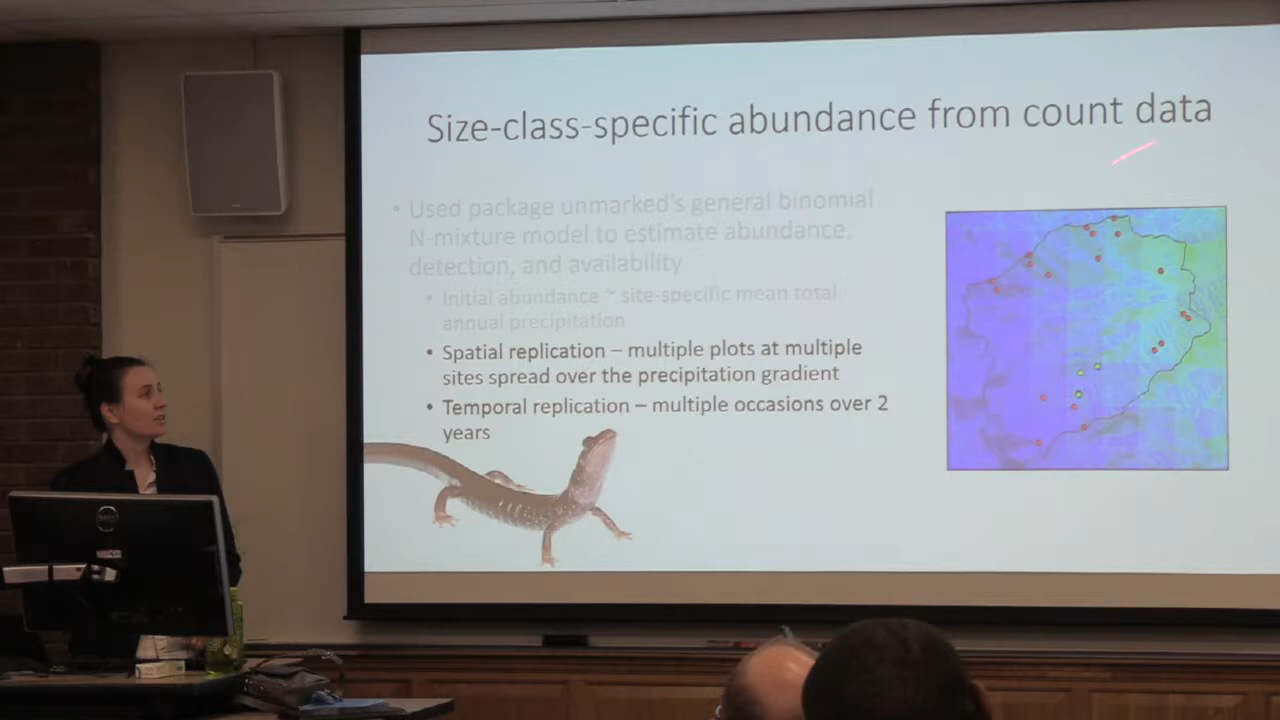 Size-class-specific abundance from count data
• Used package unmarked's general binomial
N-mixture model to estimate abundance,
detection, and availability
• Initial abundance ~ site-specific mean total
annual precipitation
• Spatial replication – multiple plots at multiple
sites spread over the precipitation gradient
• Temporal replication – multiple occasions over 2
years
DELL